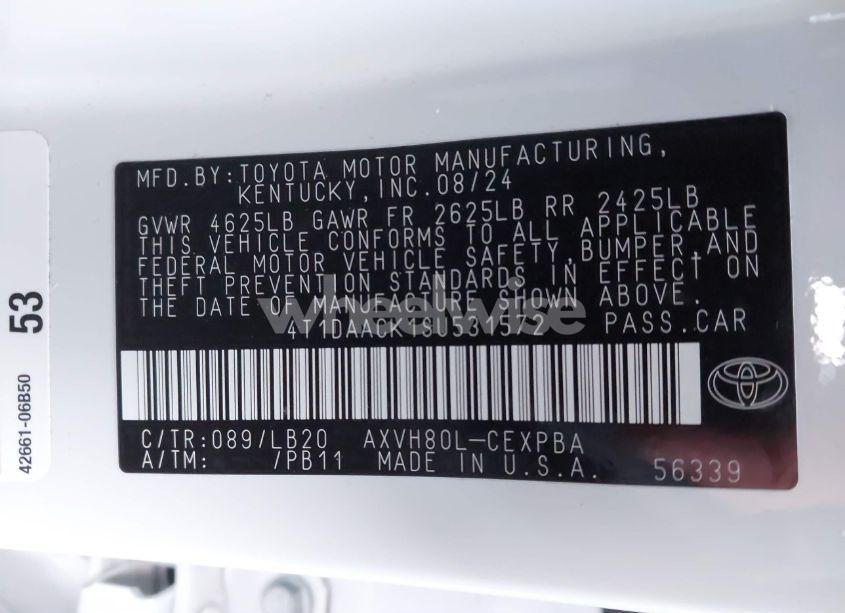 MFD.BY:TOYOTA MOTOR MANUFACTURING,
KENTUCKY,INC.08/24
GVWR 4625LB GAWR FR 2625LB RR 2425LB
THIS VEHICLE CONFORMS TO ALL APPLICABLE
FEDERAL MOTOR VEHICLE SAFETY,BUMPER,AND
THEFT PREVENTION STANDARDS IN EFFECT ON
THE DATE OF MANUFACTURE SHOWN ABOVE.
PASS.CAR
wheelwise
C/TR:089/LB20 AXVH80L-CEXPBA
A/TM: /PB11 MADE IN U.S.A. 56339
53
42661-06B50